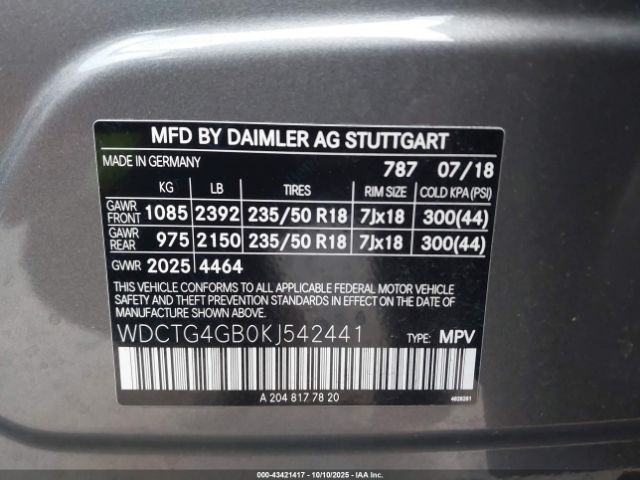 MFD BY DAIMLER AG STUTTGART
MADE IN GERMANY 787 07/18
KG LB TIRES RIM SIZE COLD KPA (PSI)
GAWR FRONT 1085 2392 235/50 R18 7Jx18 300(44)
GAWR REAR 975 2150 235/50 R18 7Jx18 300(44)
GVWR 2025 4464
THIS VEHICLE CONFORMS TO ALL APPLICABLE FEDERAL MOTOR VEHICLE
SAFETY AND THEFT PREVENTION STANDARDS IN EFFECT ON THE DATE OF
MANUFACTURE SHOWN ABOVE.
WDCTG4GB0KJ542441 TYPE: MPV
A 204 817 78 20
000-43421417 | 10/10/2025 - IAA Inc.